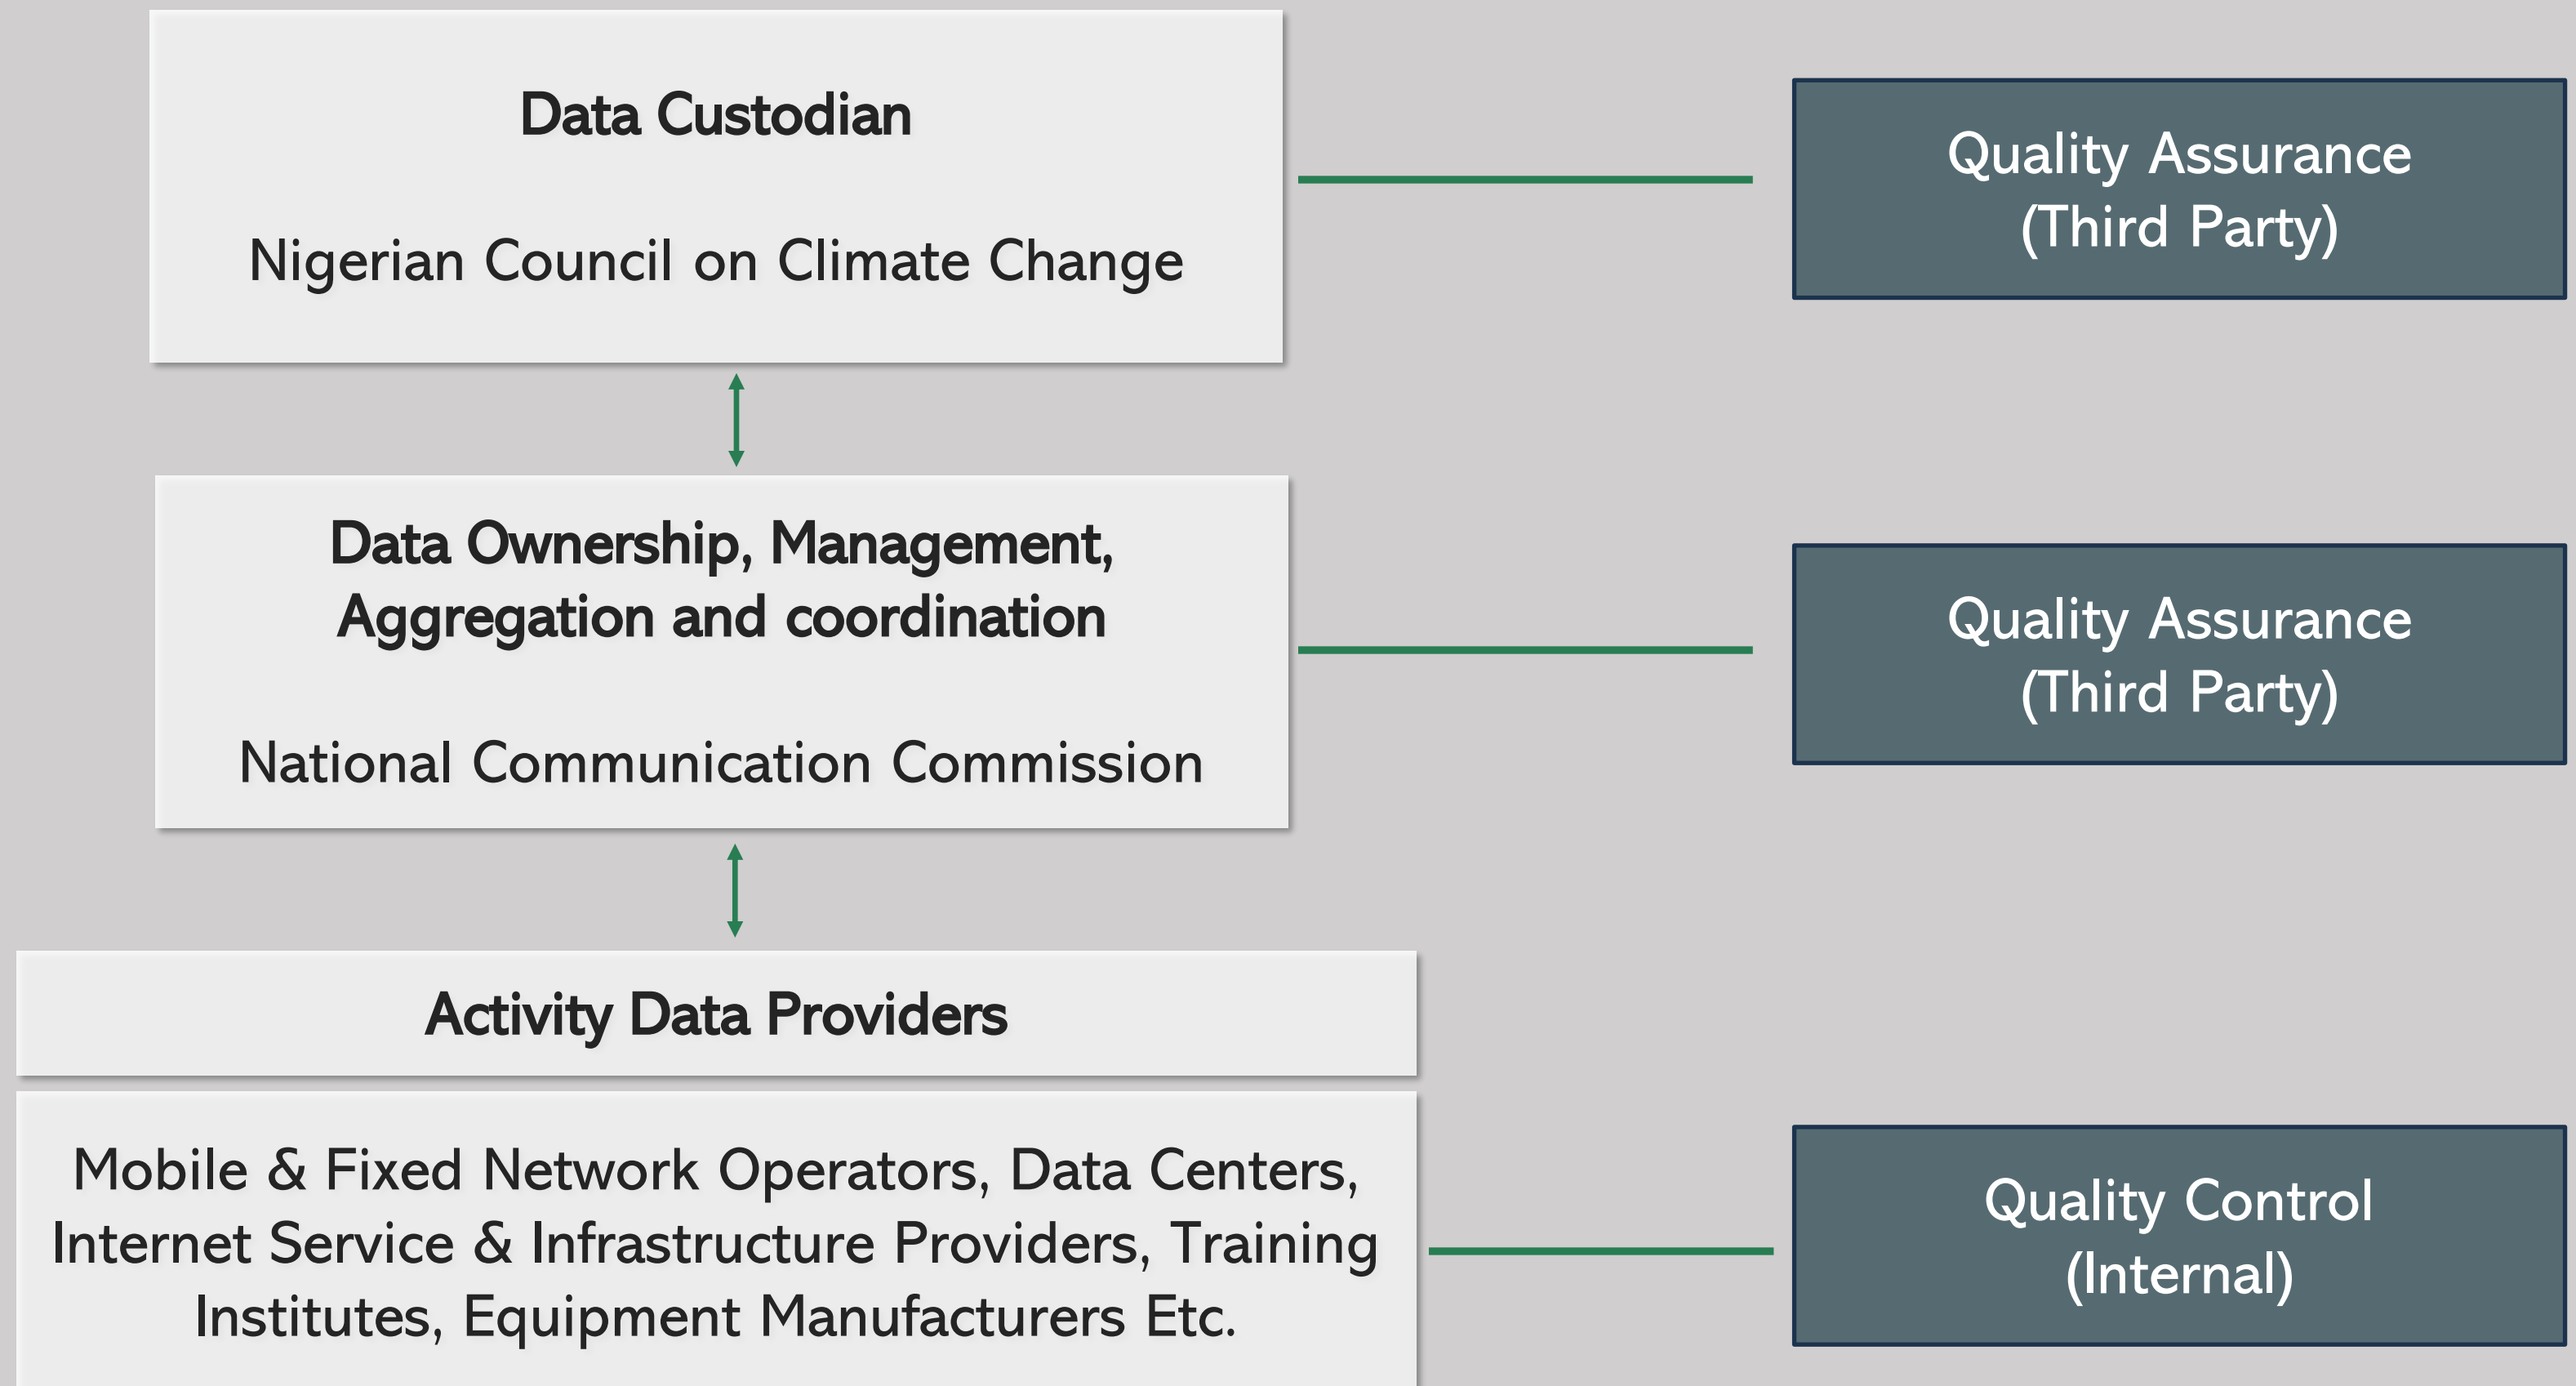 Data Custodian
Nigerian Council on Climate Change
Quality Assurance
(Third Party)
Data Ownership, Management,
Aggregation and coordination
National Communication Commission
Quality Assurance
(Third Party)
Activity Data Providers
Mobile & Fixed Network Operators, Data Centers,
Internet Service & Infrastructure Providers, Training
Institutes, Equipment Manufacturers Etc.
Quality Control
(Internal)